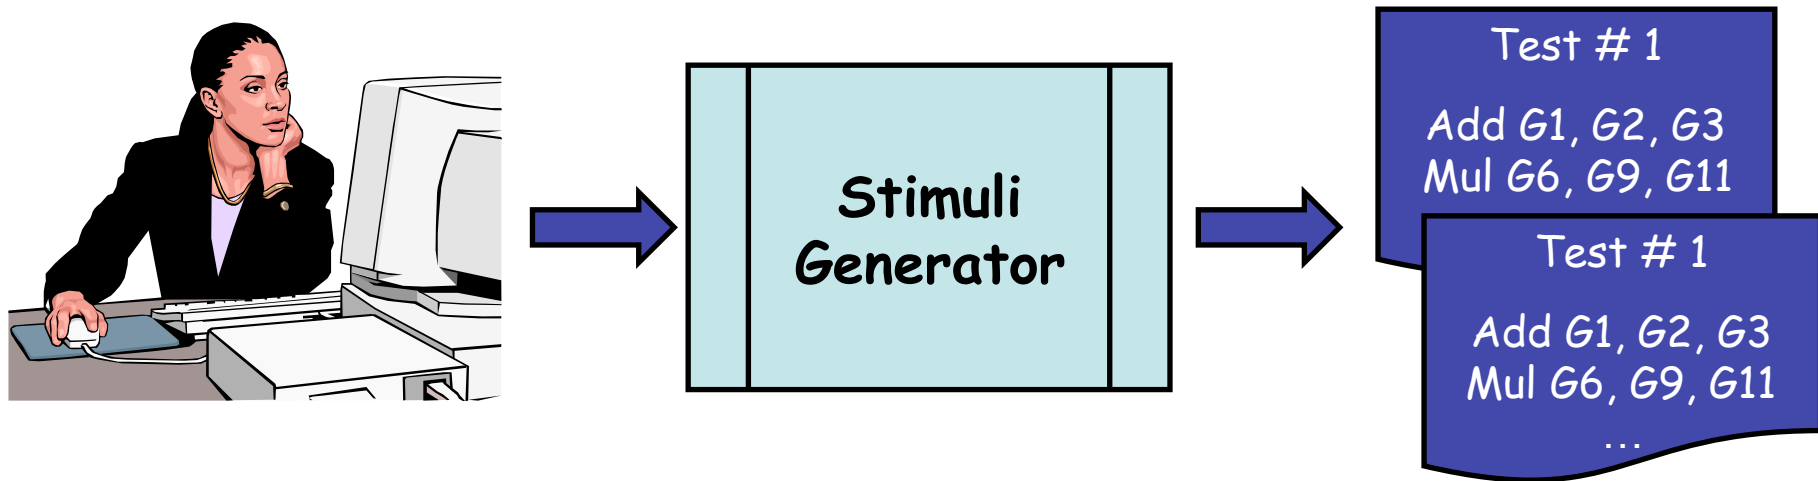 Stimuli
Generator
Test # 1
Add G1, G2, G3
Mul G6, G9, G11
Test # 1
Add G1, G2, G3
Mul G6, G9, G11
...